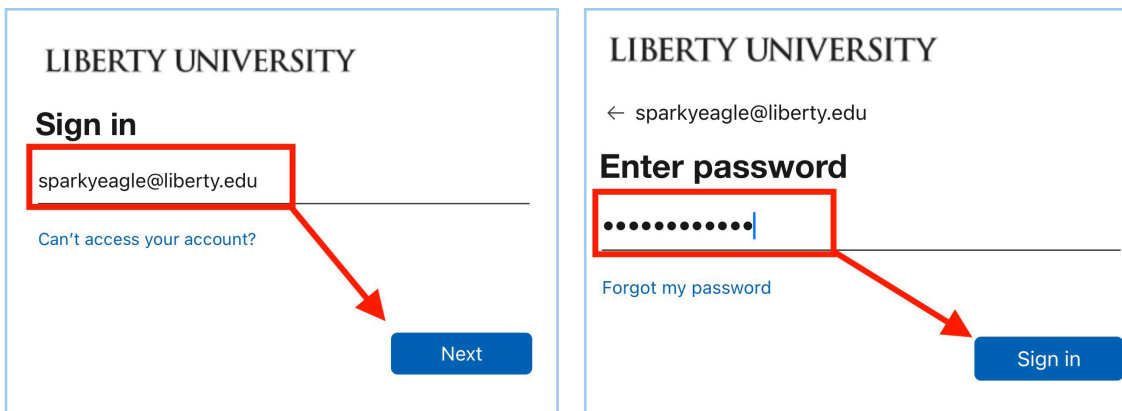 LIBERTY UNIVERSITY
Sign in
sparkyeagle@liberty.edu
Can't access your account?
Next
LIBERTY UNIVERSITY
← sparkyeagle@liberty.edu
Enter password
••••••••••••
Forgot my password
Sign in